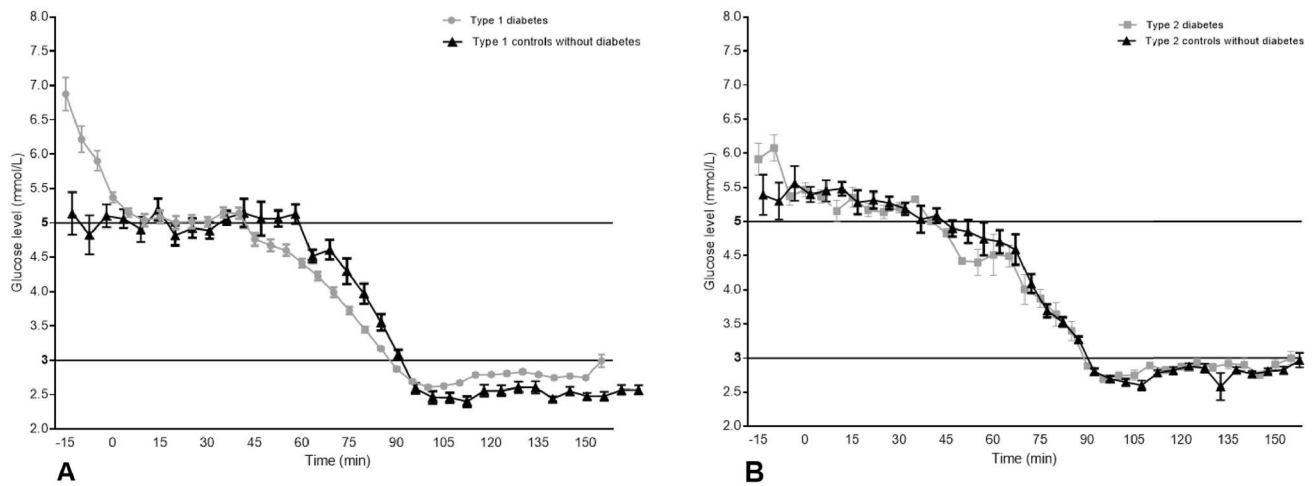 8.0
7.0
6.5
6.0
5.5
5
4.5
4.0
3.5
3
2.5
2.0
Glucose level (mmol/L)
Type 1 diabetes
Type 1 controls without diabetes
-15 0 15 30 45 60 75 90 105 120 135 140 150
Time (min)
A
8.0
7.5
7.0
6.5
6.0
5.5
5
4.5
4.0
3.5
3
2.5
2.0
Glucose level (mmol/L)
Type 2 diabetes
Type 2 controls without diabetes
-15 0 15 30 45 60 75 90 105 120 135 140 150
Time (min)
B